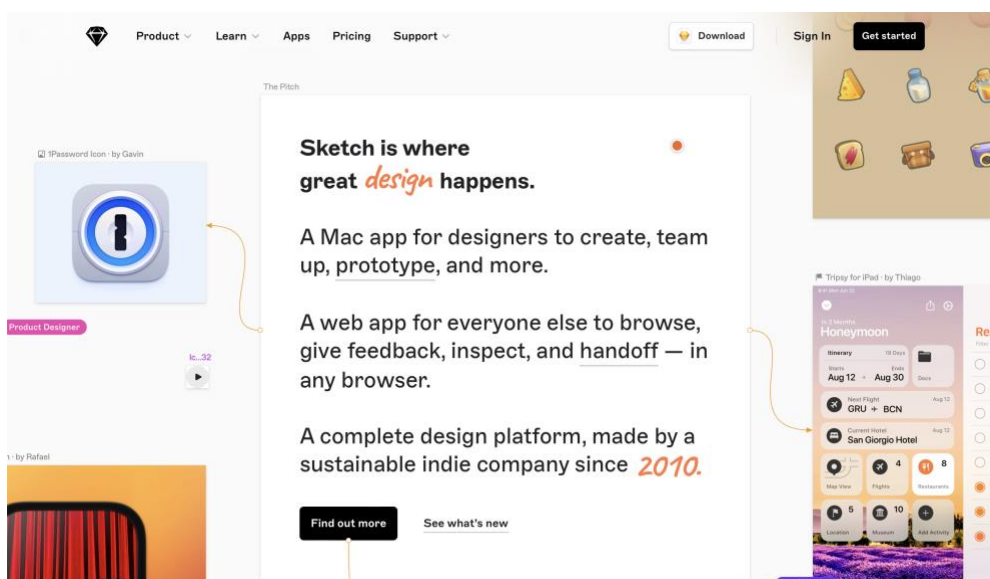 Product
Learn
Apps
Pricing
Support
Download
Sign In
Get started
The Pitch
Sketch is where
great design happens.
A Mac app for designers to create, team
up, prototype, and more.
A web app for everyone else to browse,
give feedback, inspect, and handoff — in
any browser.
A complete design platform, made by a
sustainable indie company since 2010.
Find out more
See what's new
1Password Icon · by Gavin
Product Designer
Ic...32
· by Rafael
Tripsy for iPad · by Thiago
In 2 Months
Honeymoon
Itinerary
18 Days
Starts
Ends
Aug 12
Aug 30
Docs
Next Flight
Aug 12
GRU
BCN
Current Hotel
Aug 12
San Giorgio Hotel
4
8
Map View
Flights
Restaurants
5
10
Location
Museum
Add Activity
Re
Filter